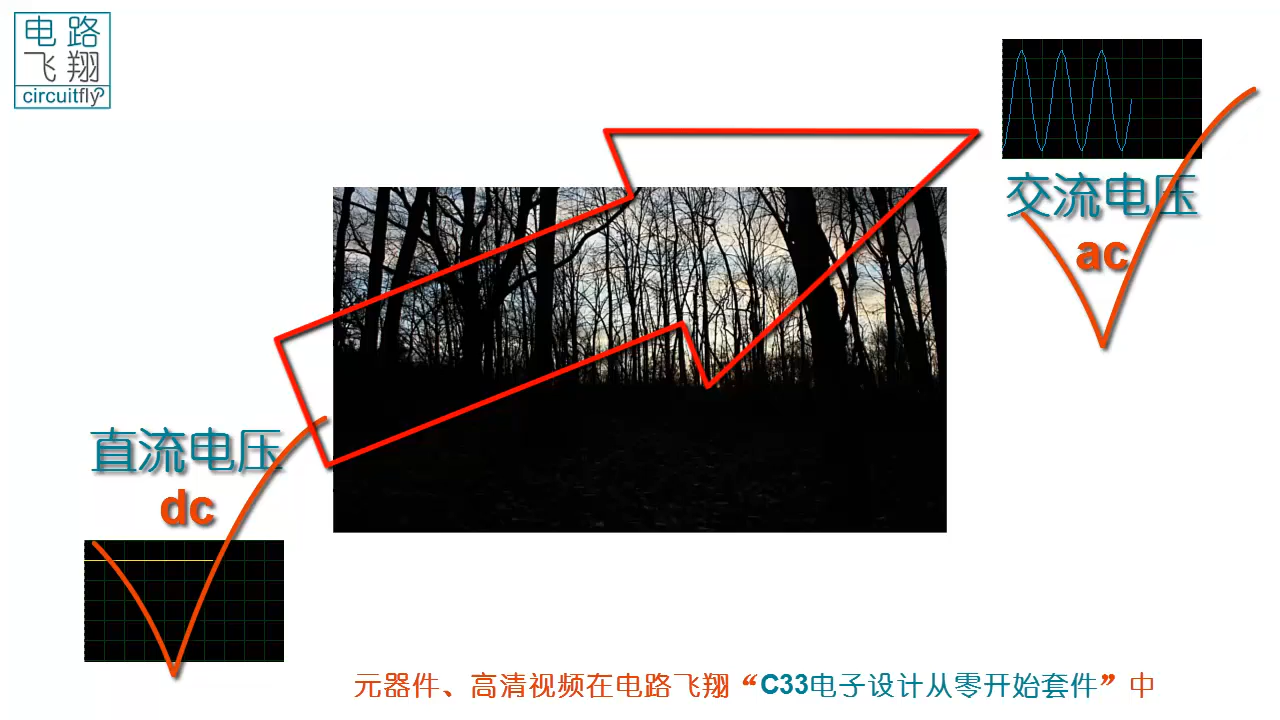 电路
飞翔
circuitfly
交流电压
ac
直流电压
dc
元器件、高清视频在电路飞翔“C33电子设计从零开始套件”中